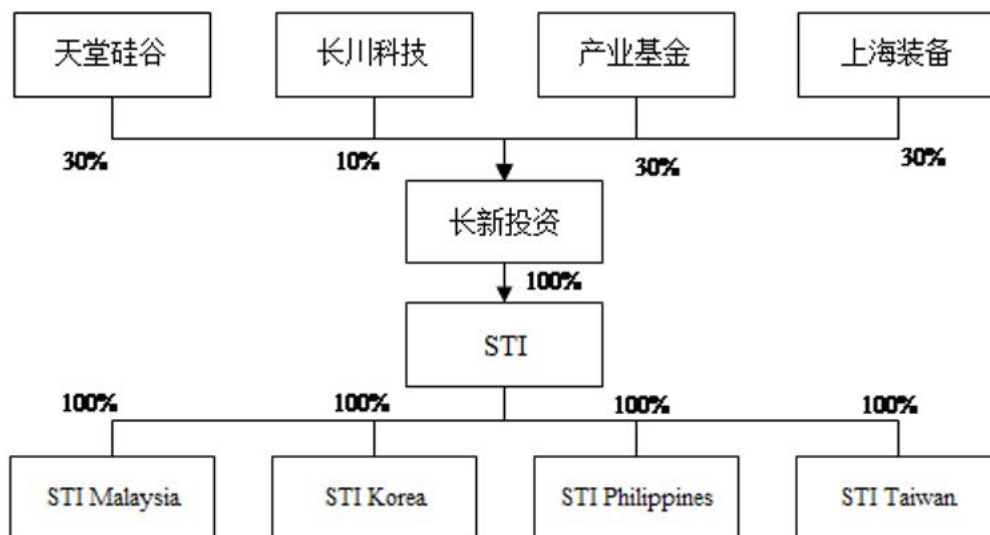 天堂硅谷
长川科技
产业基金
上海装备
30%
10%
30%
30%
长新投资
100%
STI
100%
100%
100%
100%
STI Malaysia
STI Korea
STI Philippines
STI Taiwan